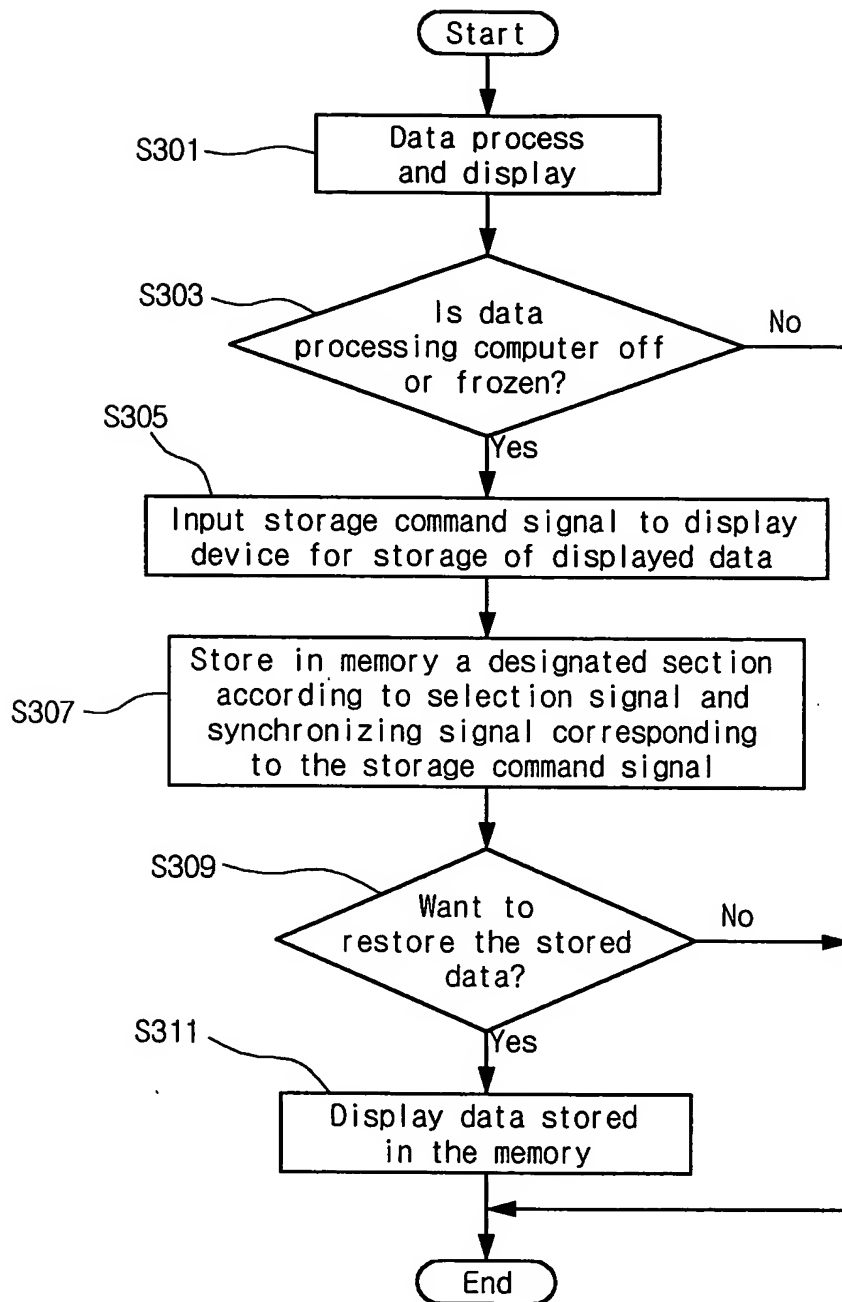 Start
S301
Data process
and display
S303
Is data
processing computer off
or frozen?
No
S305
Yes
Input storage command signal to display
device for storage of displayed data
S307
Store in memory a designated section
according to selection signal and
synchronizing signal corresponding
to the storage command signal
S309
Want to
restore the stored
data?
No
S311
Yes
Display data stored
in the memory
End